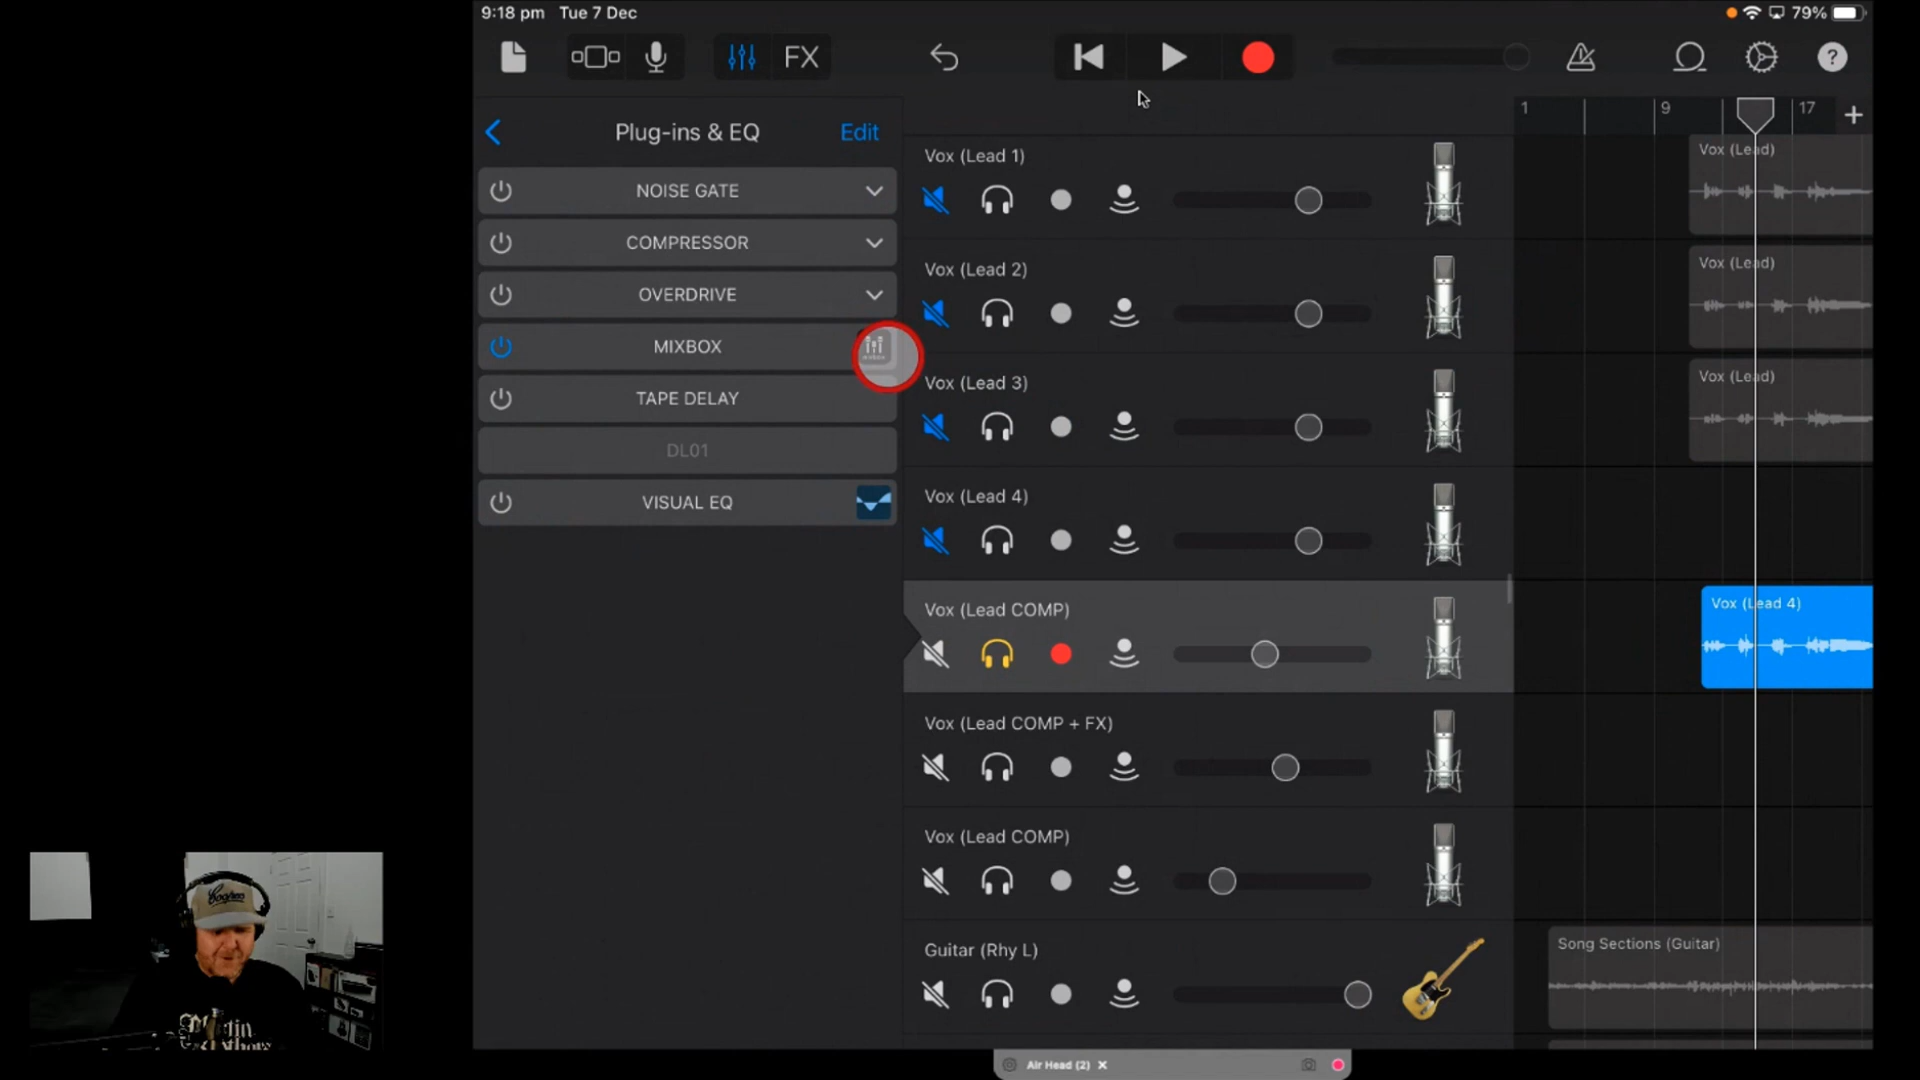 9:18 pm Tue 7 Dec
79%
FX
?
Plug-ins & EQ
Edit
NOISE GATE
COMPRESSOR
OVERDRIVE
MIXBOX
TAPE DELAY
DL01
VISUAL EQ
1
9
17
+
Vox (Lead 1)
Vox (Lead)
Vox (Lead 2)
Vox (Lead)
Vox (Lead 3)
Vox (Lead)
Vox (Lead 4)
Vox (Lead COMP)
Vox (Lead 4)
Vox (Lead COMP + FX)
Vox (Lead COMP)
Guitar (Rhy L)
Song Sections (Guitar)
Air Head (2)